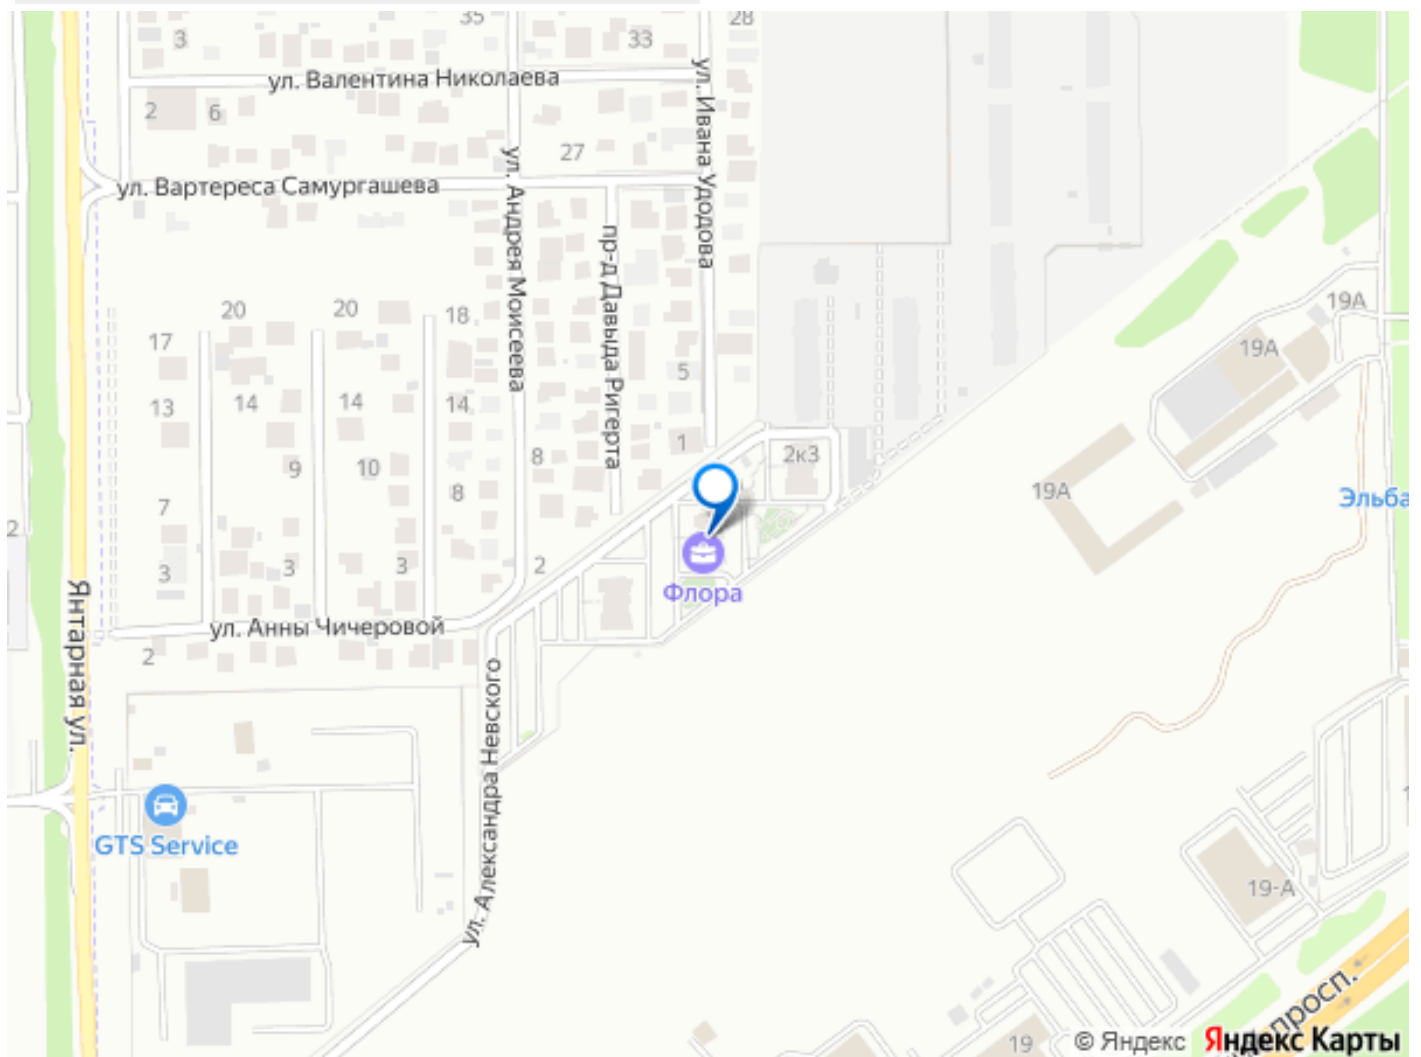 35
28
3
33
ул. Валентина Николаева
2
6
ул. Ивана Удодова
27
ул. Вартереса Самургашева
ул. Андрея Моисеева
пр-д Давыда Ригерта
20
20
18
17
19А
19А
5
13
14
14
14
1
2к3
8
9
10
8
19А
Эльба
7
2
2
3
3
3
Флора
Янтарная ул.
ул. Анны Чичеровой
2
ул. Александра Невского
GTS Service
19-А
просп.
19
© Яндекс Яндекс Карты